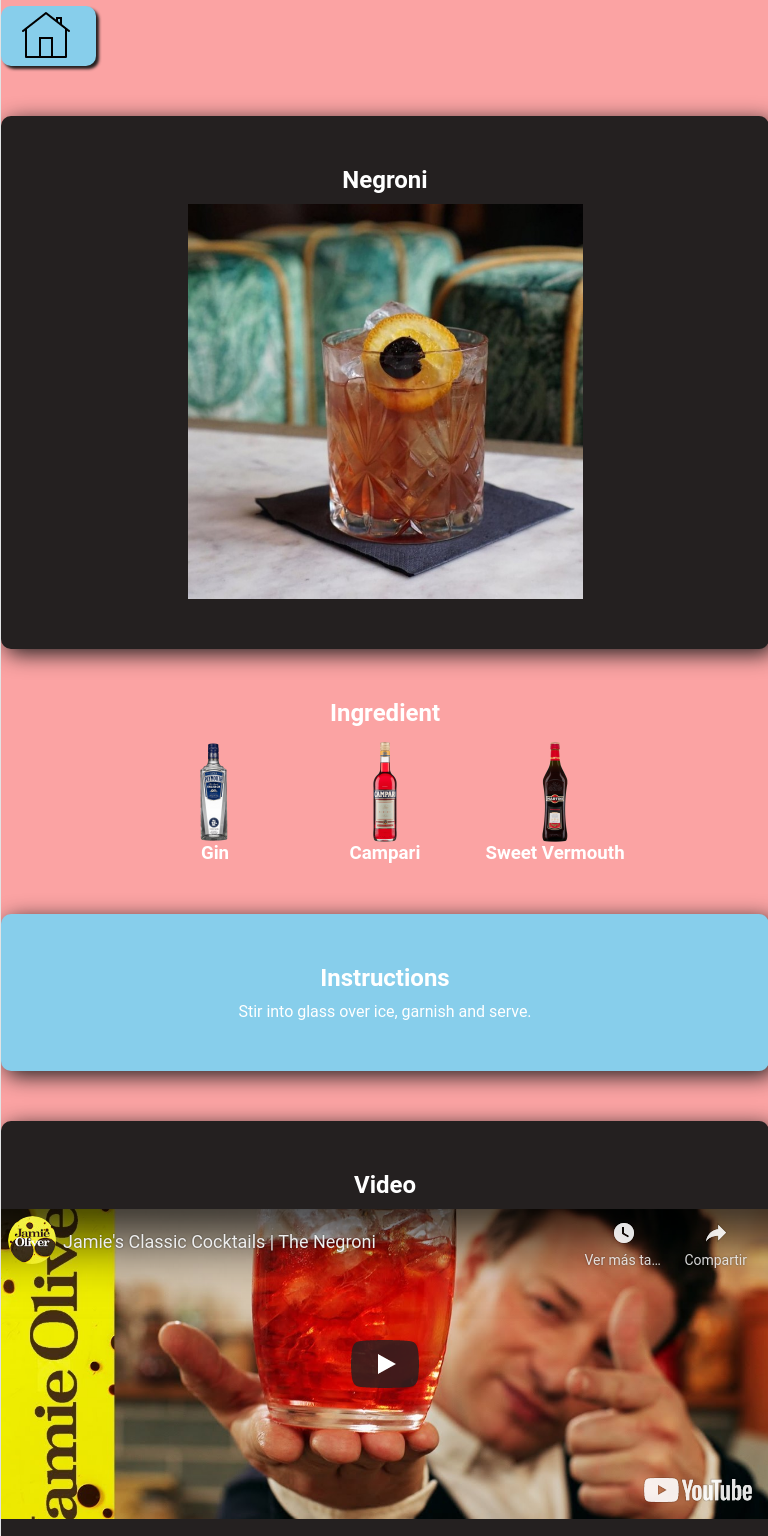 Negroni
Ingredient
CAMPARI
Gin
Campari
Sweet Vermouth
Instructions
Stir into glass over ice, garnish and serve.
Video
Jamie Oliver
Jamie's Classic Cocktails | The Negroni
Ver más ta...
Compartir
amie Olive
YouTube